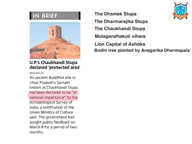 IN BRIEF
U.P.'s Chaukhandi Stupa
declared 'protected area'
NEW DELHI
An ancient Buddhist site in
Uttar Pradesh's Sarnath
known as Chaukhandi Stupa
has been declared to be "of
national importance" by the
Archaeological Survey of
India, a notification of the
Union Ministry of Culture
said. The government had
sought public feedback on
March 8 for a period of two
months.
The Dhamek Stupa
The Dharmarajika Stupa
The Chaukhandi Stupa
Mulagandhakuti vihara
Lion Capital of Ashoka
Bodhi tree planted by Anegarika Dharmapala